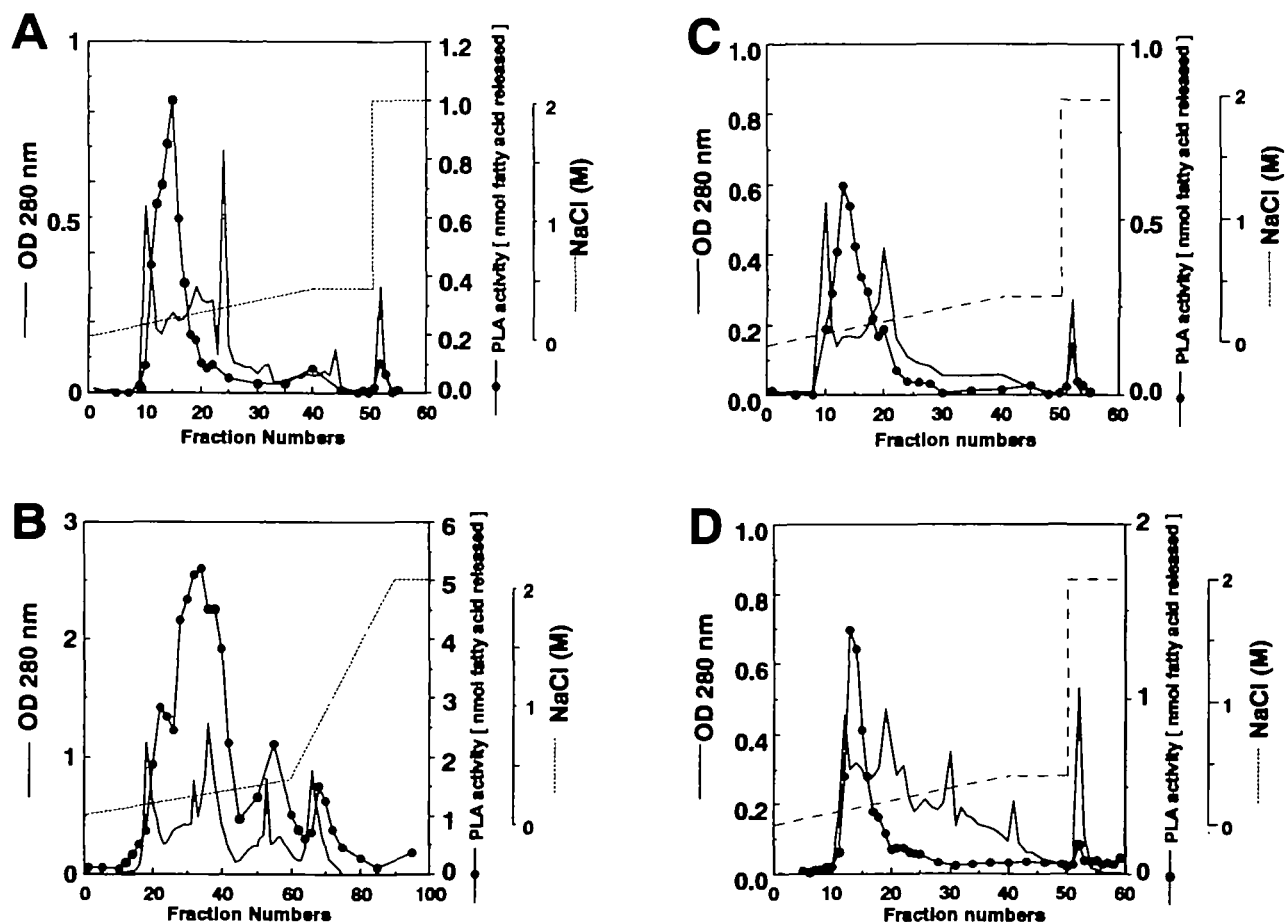 A
1
0.5
0
OD 280 nm
0 10 20 30 40 50 60
Fraction Numbers
1.2
1.0
0.8
0.6
0.4
0.2
0.0
PLA activity [ nmol fatty acid released ]
2
1
0
NaCl (M)
C
1.0
0.8
0.6
0.4
0.2
0.0
OD 280 nm
0 10 20 30 40 50 60
Fraction numbers
1.0
0.5
0.0
PLA activity [ nmol fatty acid released ]
2
1
0
NaCl (M)
B
3
2
1
0
OD 280 nm
0 20 40 60 80 100
Fraction Numbers
6
5
4
3
2
1
0
PLA activity [ nmol fatty acid released ]
2
1
0
NaCl (M)
D
1.0
0.8
0.6
0.4
0.2
0.0
OD 280 nm
0 10 20 30 40 50 60
Fraction Numbers
2
1
0
PLA activity [ nmol fatty acid released ]
2
1
0
NaCl (M)